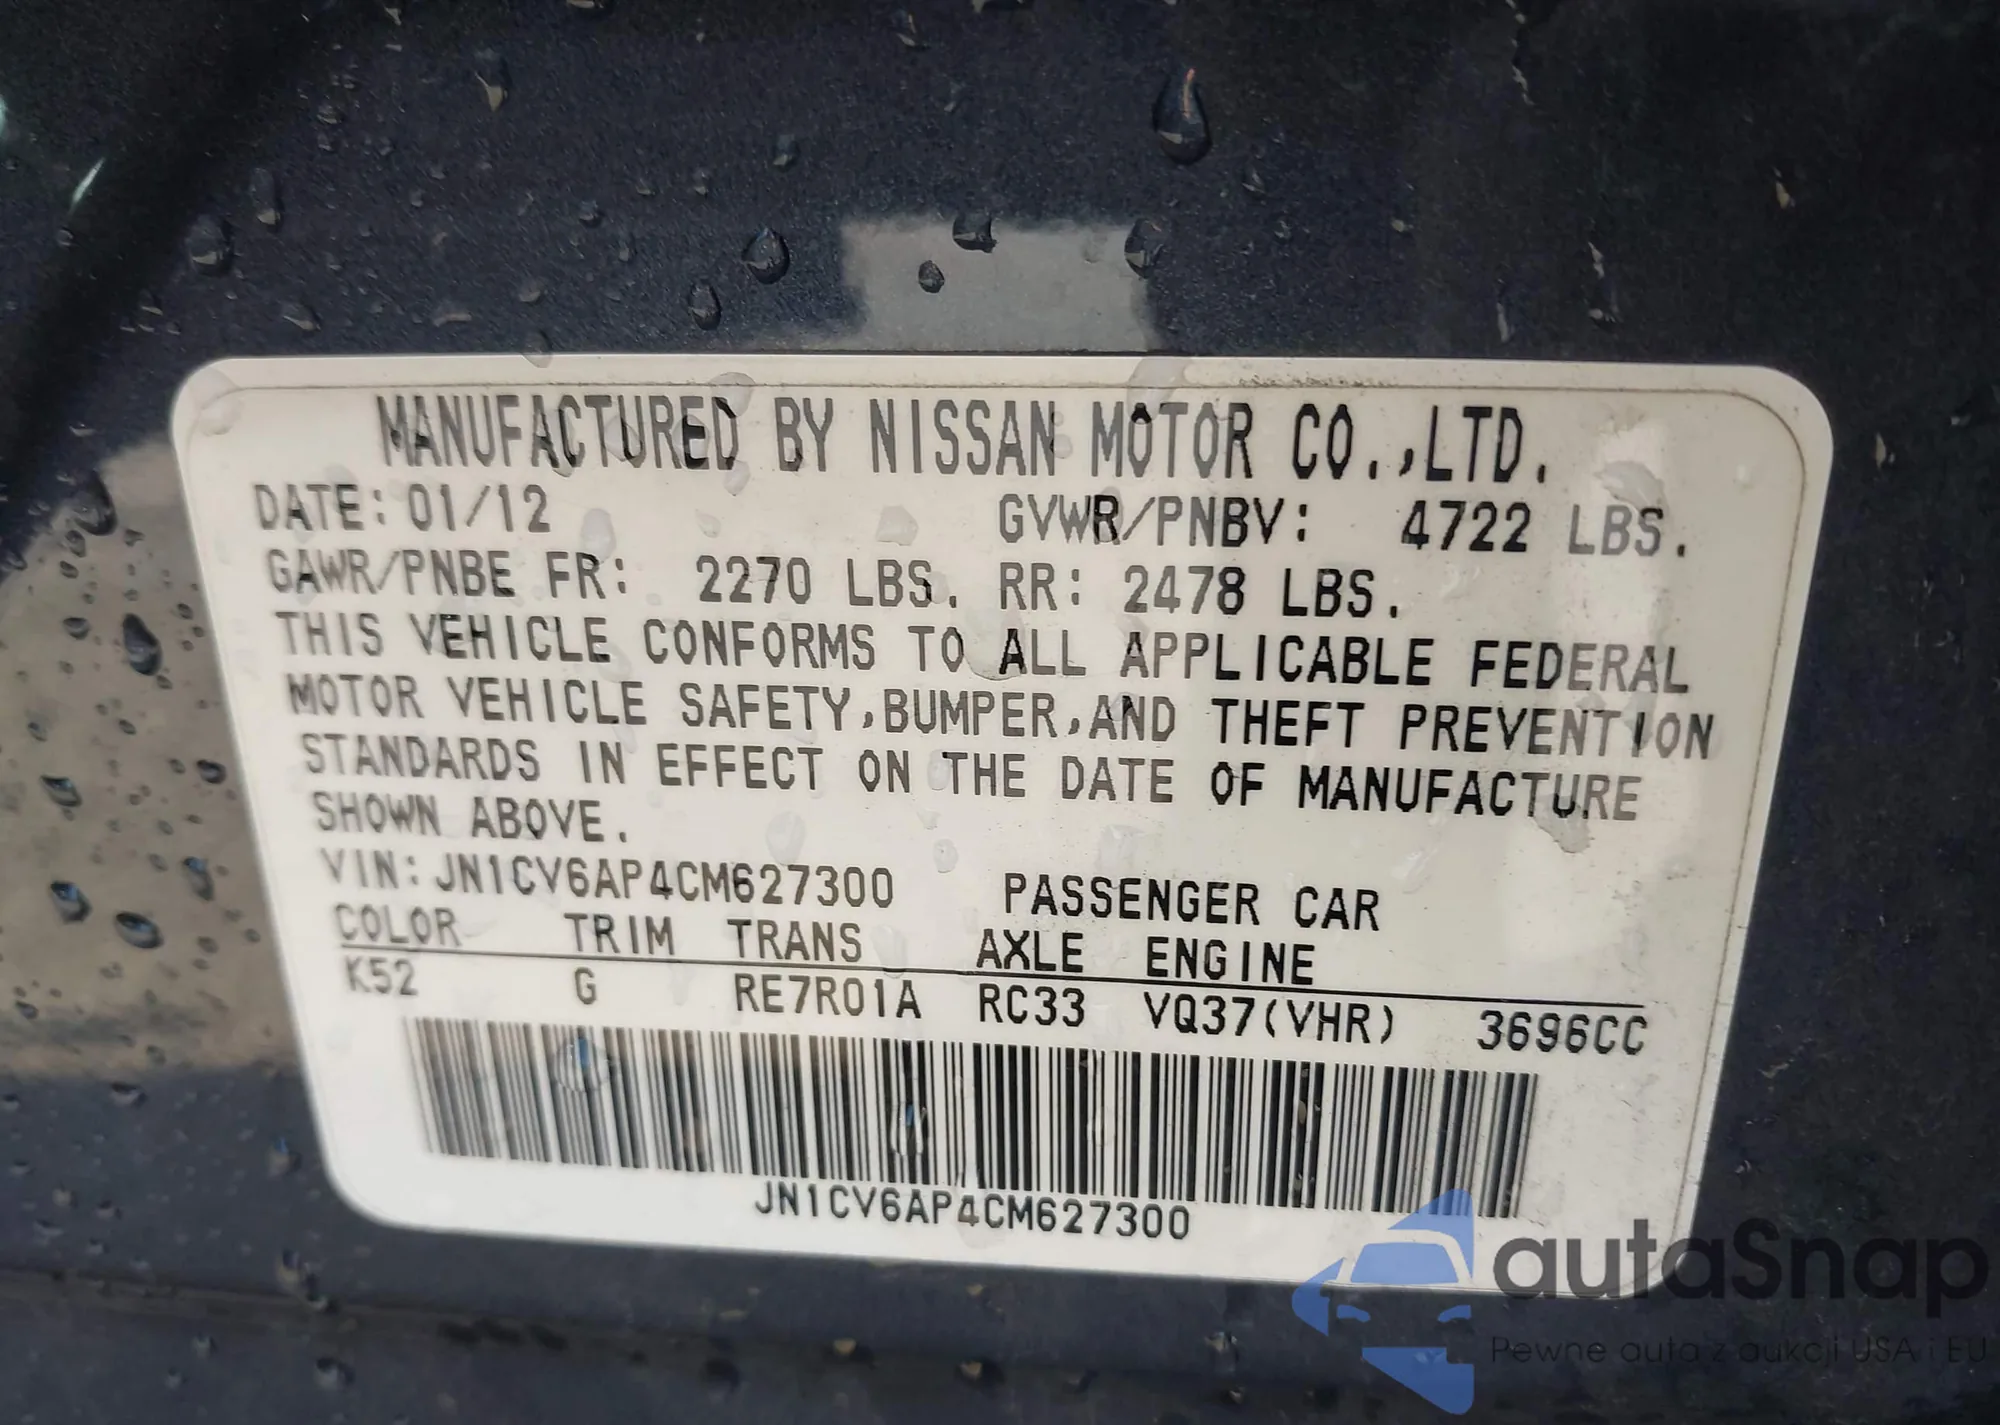 MANUFACTURED BY NISSAN MOTOR CO.,LTD.
DATE: 01/12 GVWR/PNBV: 4722 LBS.
GAWR/PNBE FR: 2270 LBS. RR: 2478 LBS.
THIS VEHICLE CONFORMS TO ALL APPLICABLE FEDERAL
MOTOR VEHICLE SAFETY,BUMPER,AND THEFT PREVENTION
STANDARDS IN EFFECT ON THE DATE OF MANUFACTURE
SHOWN ABOVE.
VIN:JN1CV6AP4CM627300 PASSENGER CAR
COLOR TRIM TRANS AXLE ENGINE
K52 G RE7R01A RC33 VQ37(VHR) 3696CC
JN1CV6AP4CM627300
autaSnap
Pewne auta z aukcji USA i EU